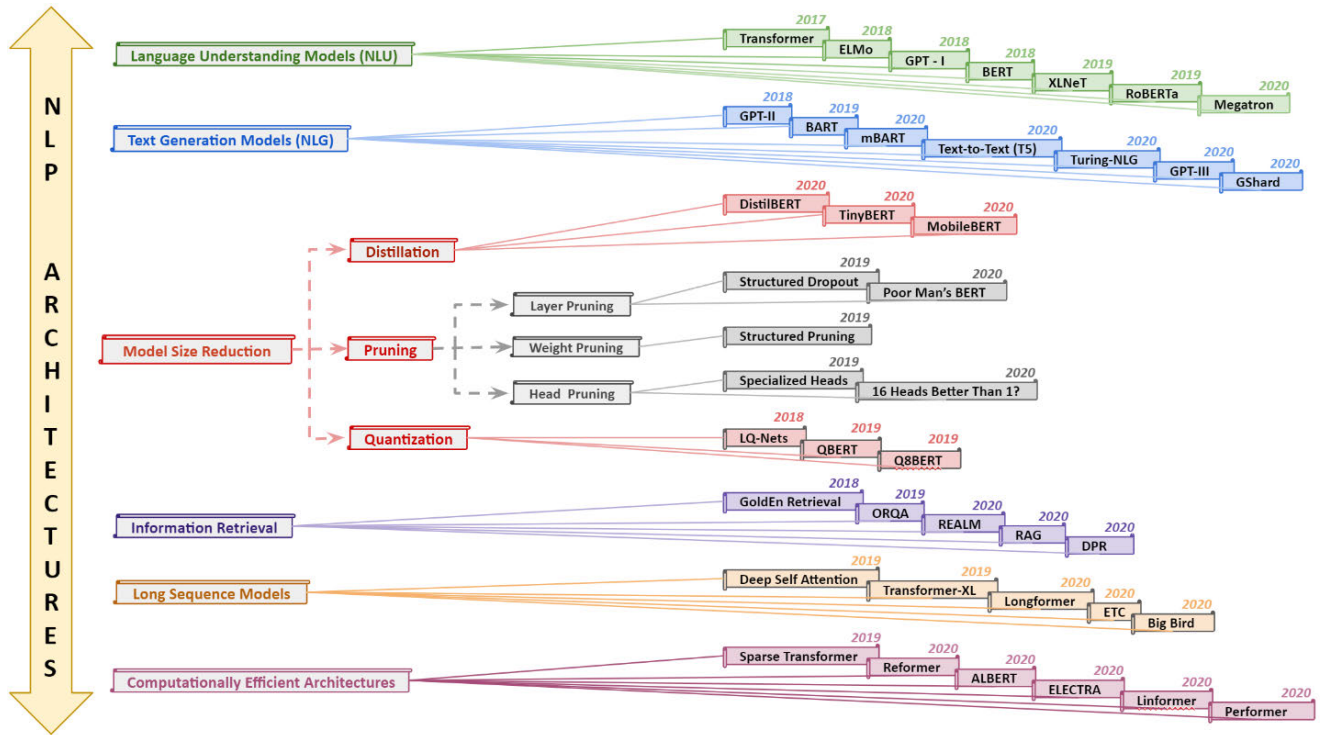 NLP ARCHITECTURES
Language Understanding Models (NLU)
2017
Transformer
2018
ELMo
2018
GPT - I
2018
BERT
2019
XLNeT
2019
RoBERTa
2020
Megatron
Text Generation Models (NLG)
2018
GPT-II
2019
BART
2020
mBART
2020
Text-to-Text (T5)
2020
Turing-NLG
2020
GPT-III
2020
GShard
Model Size Reduction
Distillation
2020
DistilBERT
2020
TinyBERT
2020
MobileBERT
Pruning
Layer Pruning
2019
Structured Dropout
2020
Poor Man's BERT
Weight Pruning
2019
Structured Pruning
Head Pruning
2019
Specialized Heads
2020
16 Heads Better Than 1?
Quantization
2018
LQ-Nets
2019
QBERT
2019
Q8BERT
Information Retrieval
2018
GoldEn Retrieval
2019
ORQA
2020
REALM
2020
RAG
2020
DPR
Long Sequence Models
2019
Deep Self Attention
2019
Transformer-XL
2020
Longformer
2020
ETC
2020
Big Bird
Computationally Efficient Architectures
2019
Sparse Transformer
2020
Reformer
2020
ALBERT
2020
ELECTRA
2020
Linformer
2020
Performer